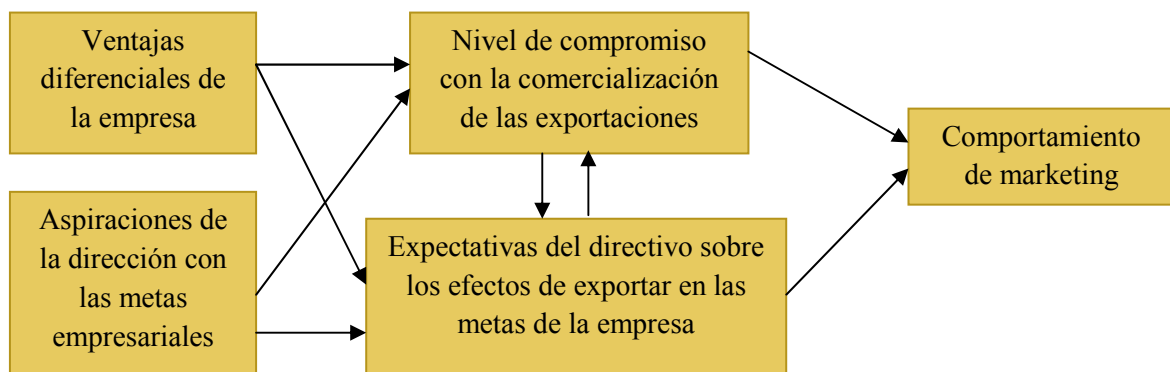 Ventajas
diferenciales de
la empresa
Nivel de compromiso
con la comercialización
de las exportaciones
Comportamiento
de marketing
Aspiraciones de
la dirección con
las metas
empresariales
Expectativas del directivo sobre
los efectos de exportar en las
metas de la empresa